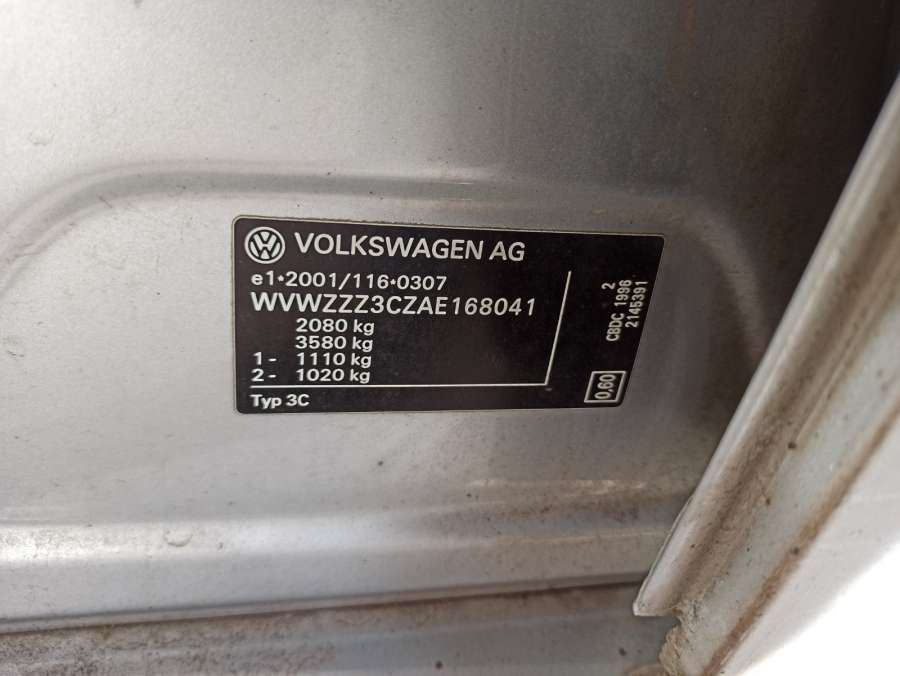 VOLKSWAGEN AG
e1•2001/116•0307
WVWZZZ3CZAE168041
2080 kg
3580 kg
1- 1110 kg
2- 1020 kg
Typ 3C
2
CBDC 1996
2145391
0,60